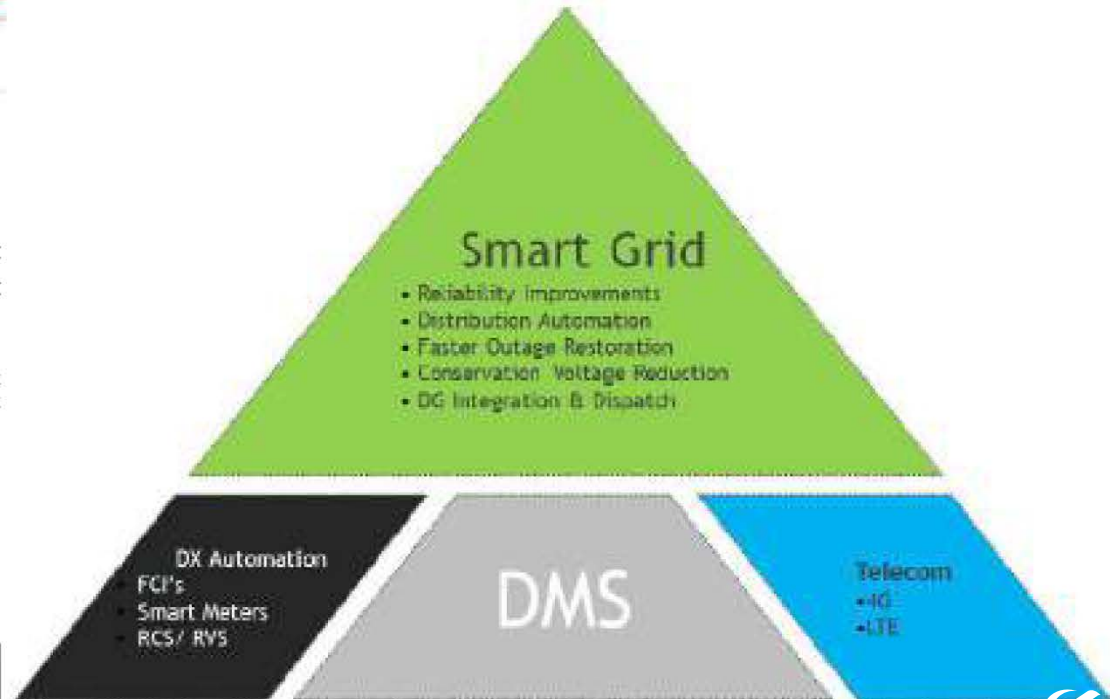 Smart Grid
• Reliability Improvements
• Distribution Automation
• Faster Outage Restoration
• Conservation Voltage Reduction
• DG Integration & Dispatch
DX Automation
• FCI's
• Smart Meters
• RCS/ RVS
DMS
Telecom
•4G
•LTE